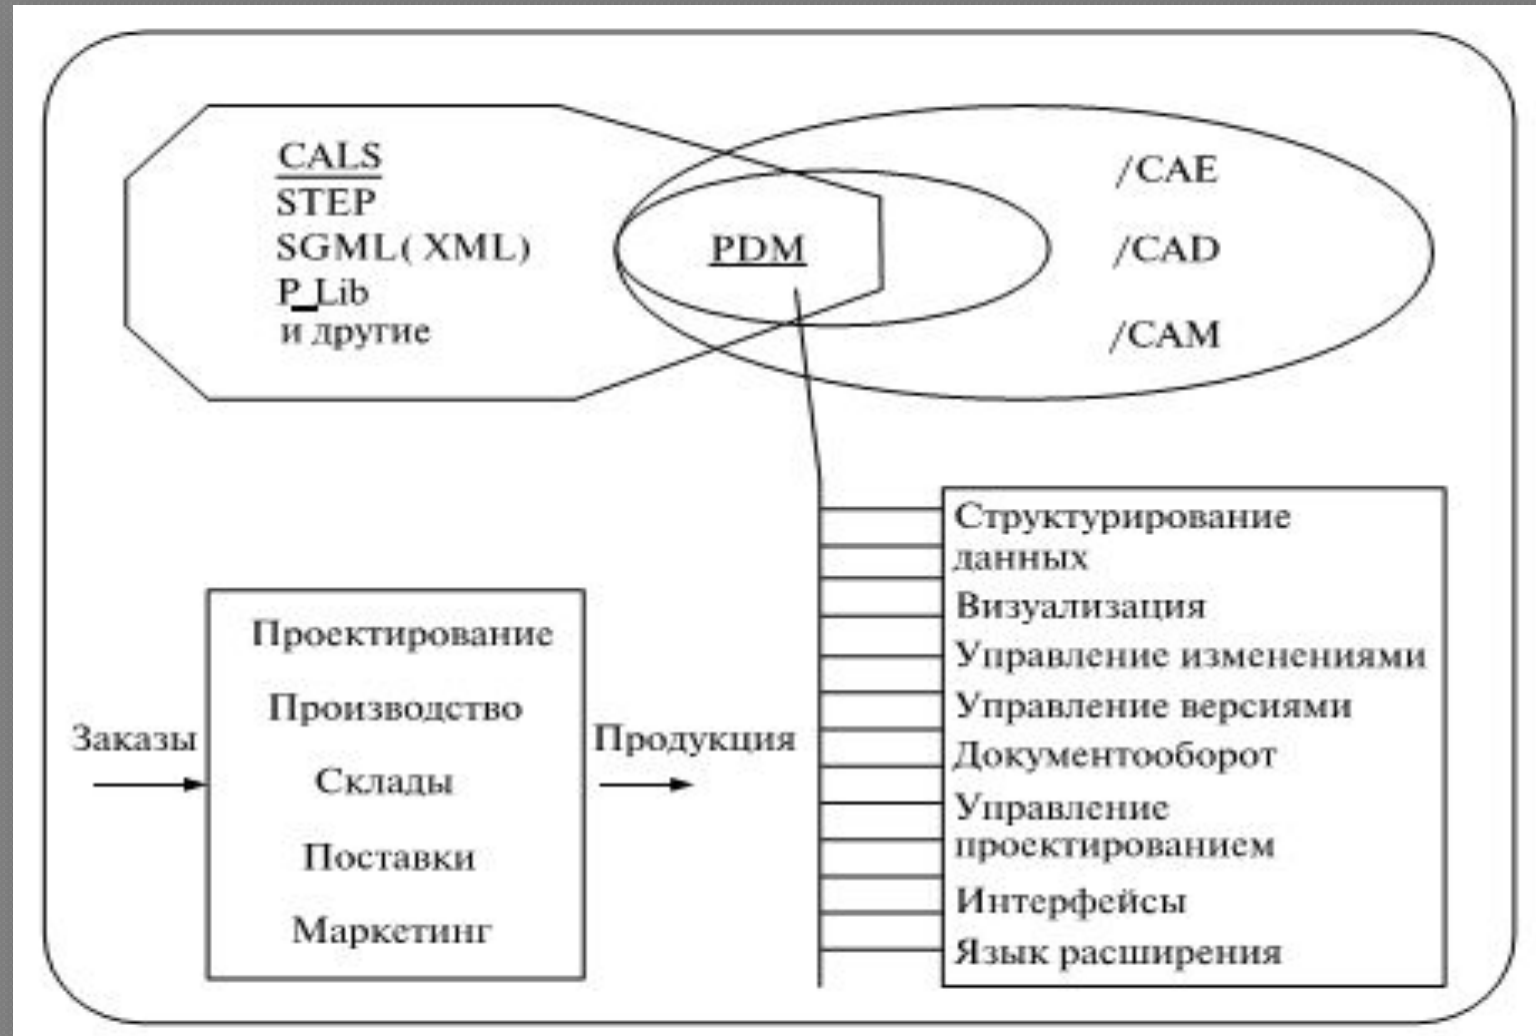 CALS
STEP
SGML( XML)
P_Lib
и другие
PDM
/CAE
/CAD
/CAM
Заказы
Проектирование
Производство
Склады
Поставки
Маркетинг
Продукция
Структурирование
данных
Визуализация
Управление изменениями
Управление версиями
Документооборот
Управление
проектированием
Интерфейсы
Язык расширения